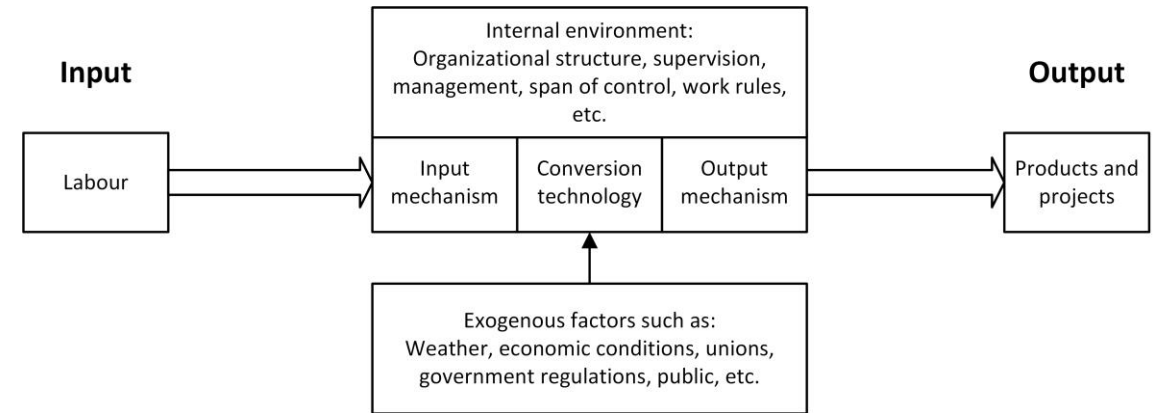 Input
Labour
Internal environment:
Organizational structure, supervision,
management, span of control, work rules,
etc.
Input
mechanism
Conversion
technology
Output
mechanism
Output
Products and
projects
Exogenous factors such as:
Weather, economic conditions, unions,
government regulations, public, etc.